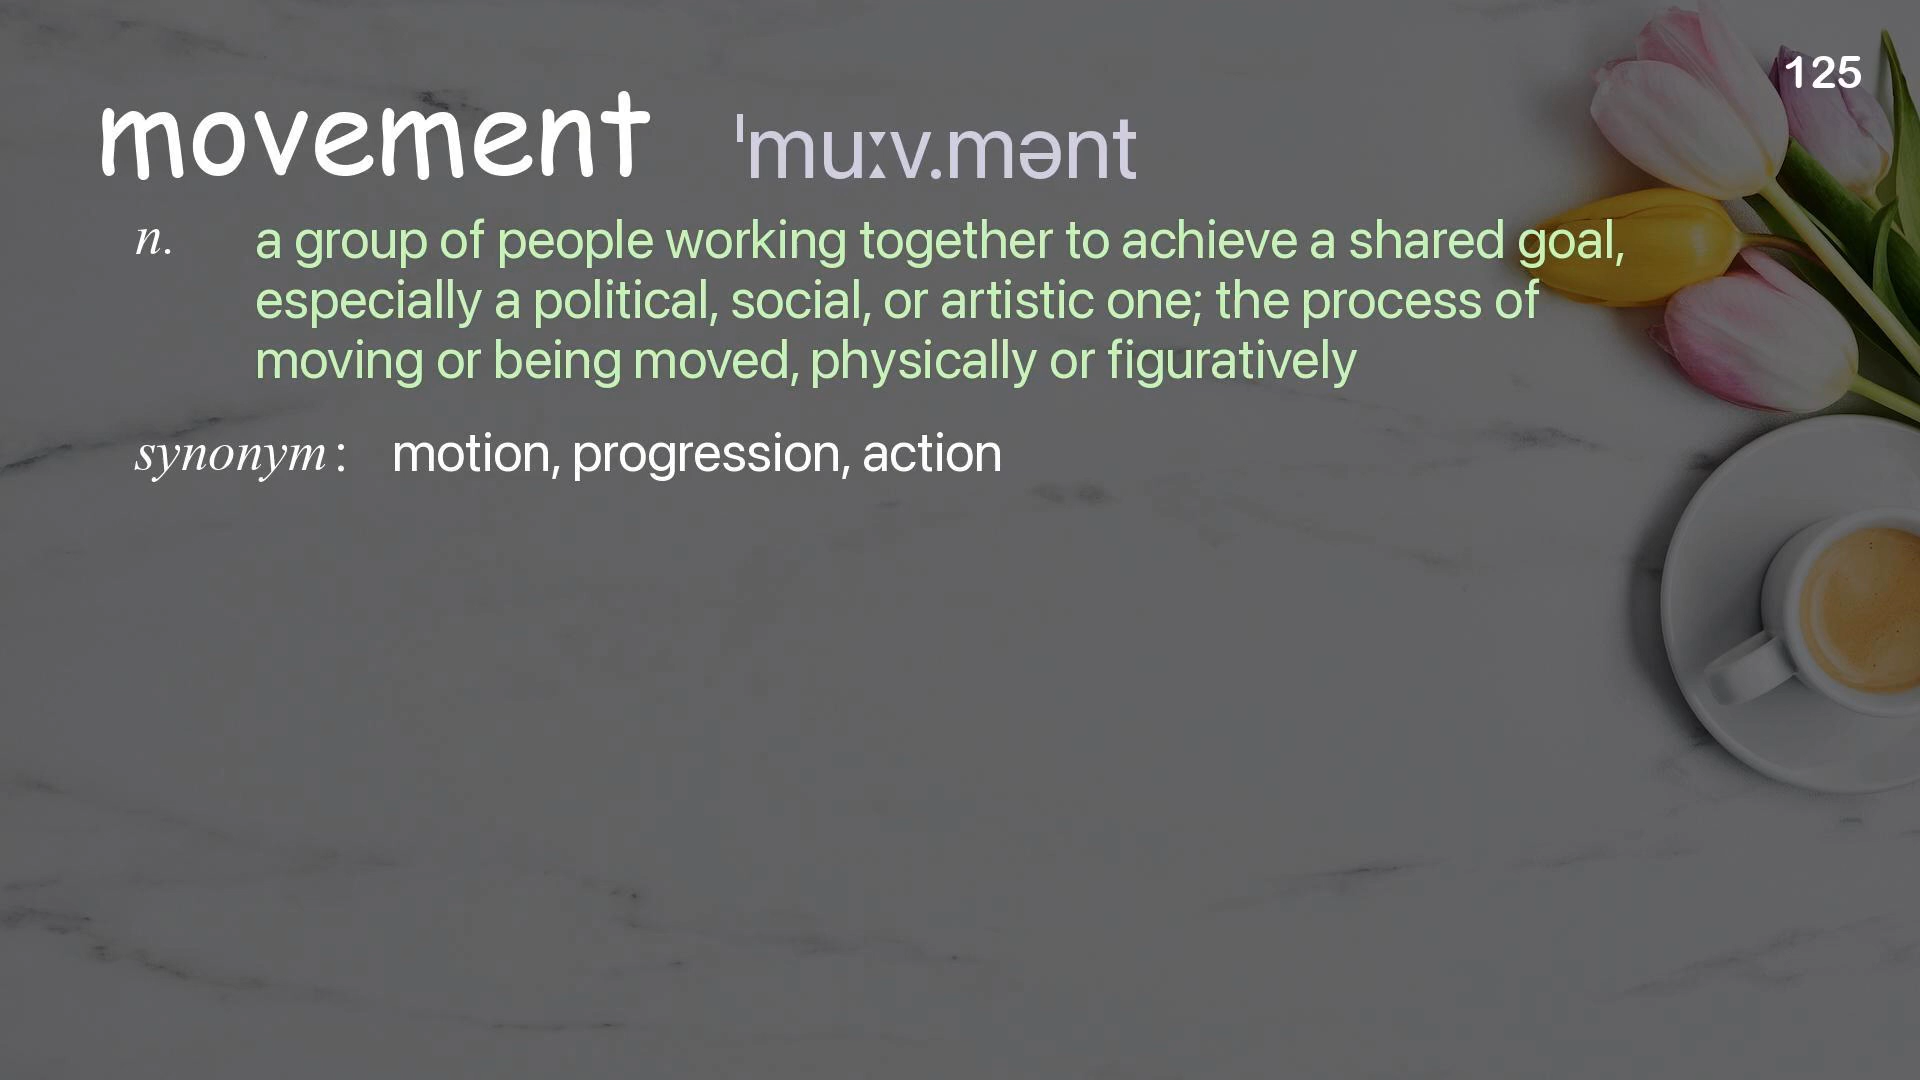 125
movement ˈmuːv.mənt
n. a group of people working together to achieve a shared goal,
especially a political, social, or artistic one; the process of
moving or being moved, physically or figuratively
synonym : motion, progression, action